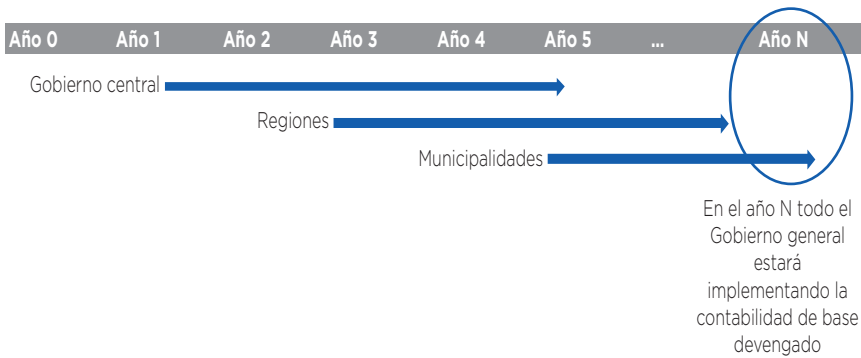 Año 0 Año 1 Año 2 Año 3 Año 4 Año 5 ... Año N
Gobierno central
Regiones
Municipalidades
En el año N todo el
Gobierno general
estará
implementando la
contabilidad de base
devengado